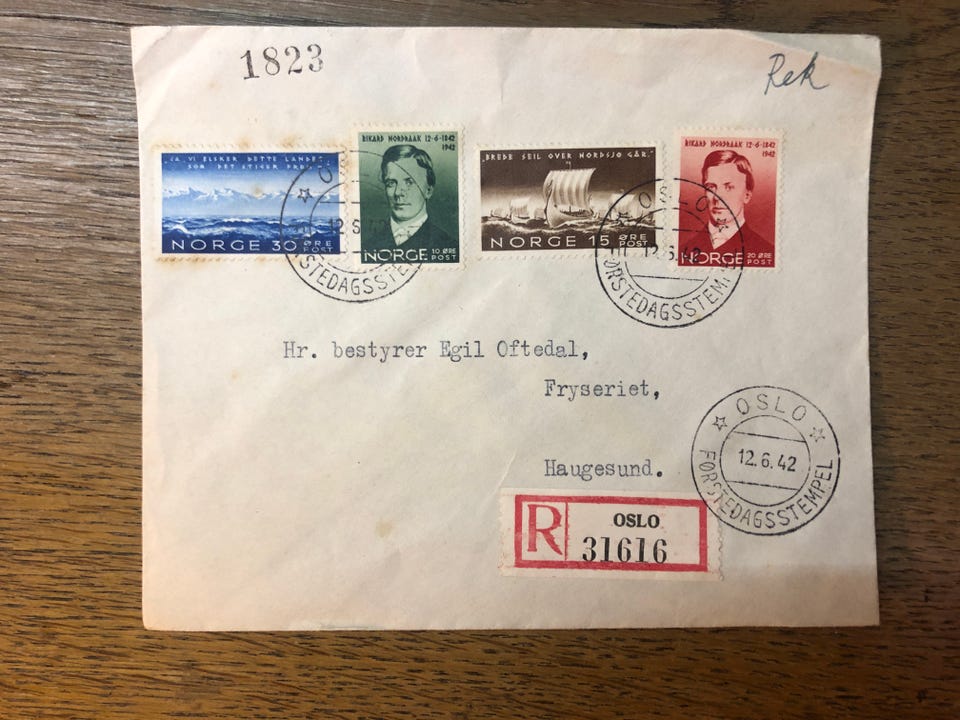 1823
Rek
JA, VI ELSKER DETTE LANDET,
SOM DET STIGER
NORGE 30 ØRE
POST
RIKARD NORDRAAK 12-6-1842
1942
NORGE 10 ØRE
POST
"BREDE SEIL OVER NORDSJØ GÅR."
NORGE 15 ØRE
POST
RIKARD NORDRAAK 12-6-1842
1942
NORGE 20 ØRE
POST
OSLO
12.6.42
FØRSTEDAGSSTEMPEL
Hr. bestyrer Egil Oftedal,
Fryseriet,
Haugesund.
OSLO
12.6.42
FØRSTEDAGSSTEMPEL
R OSLO
31616